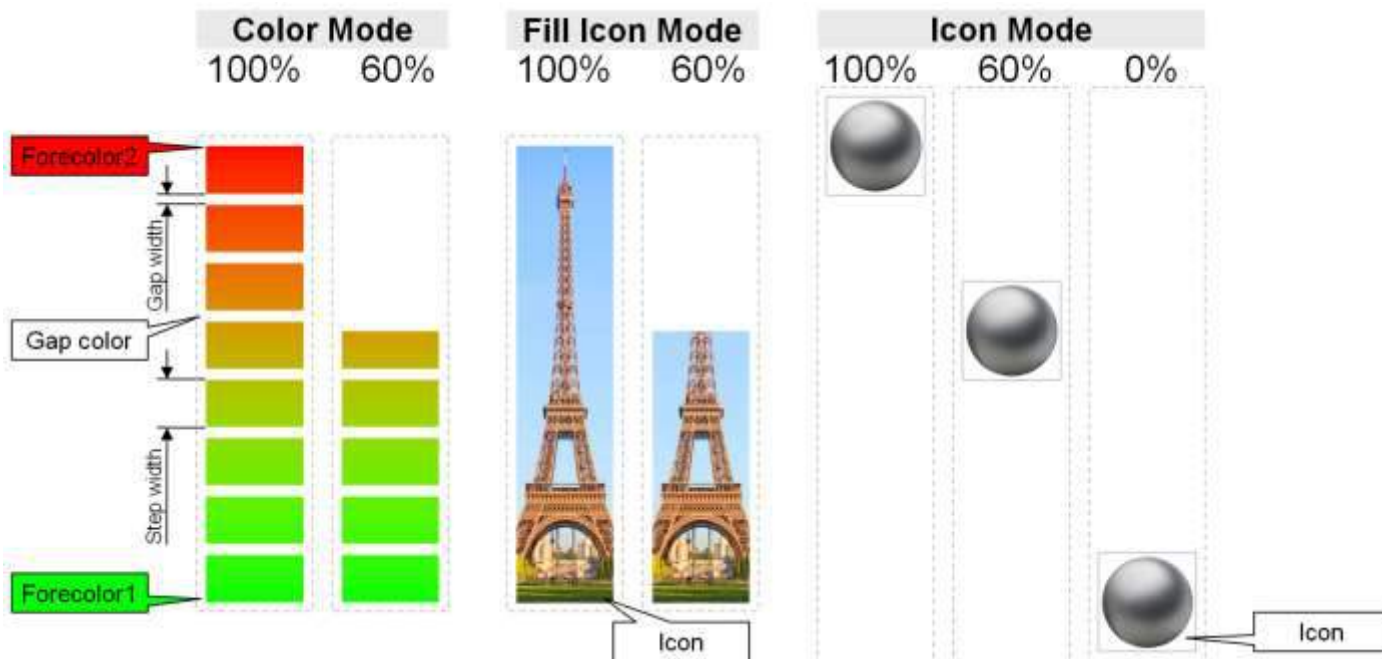 Color Mode
100% 60%
Fill Icon Mode
100% 60%
Icon Mode
100% 60% 0%
Forecolor2
Gap width
Gap color
Step width
Forecolor1
Icon
Icon